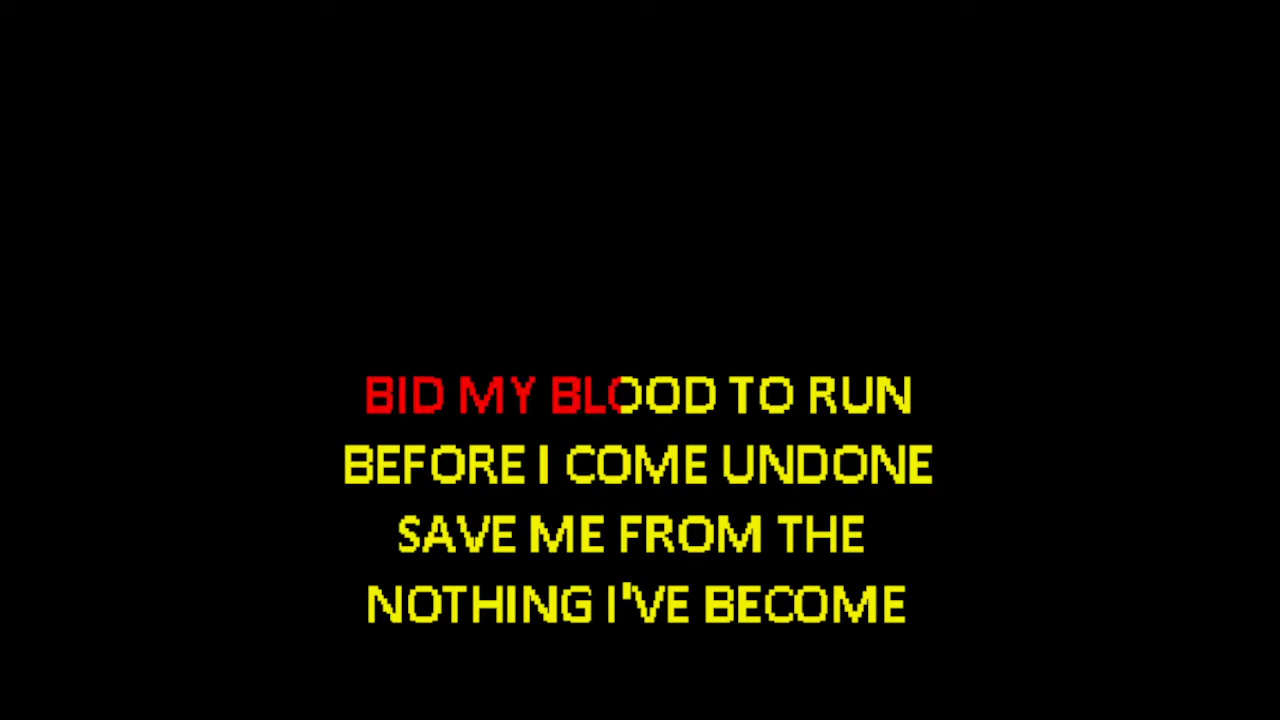 BID MY BLOOD TO RUN
BEFORE I COME UNDONE
SAVE ME FROM THE
NOTHING I'VE BECOME